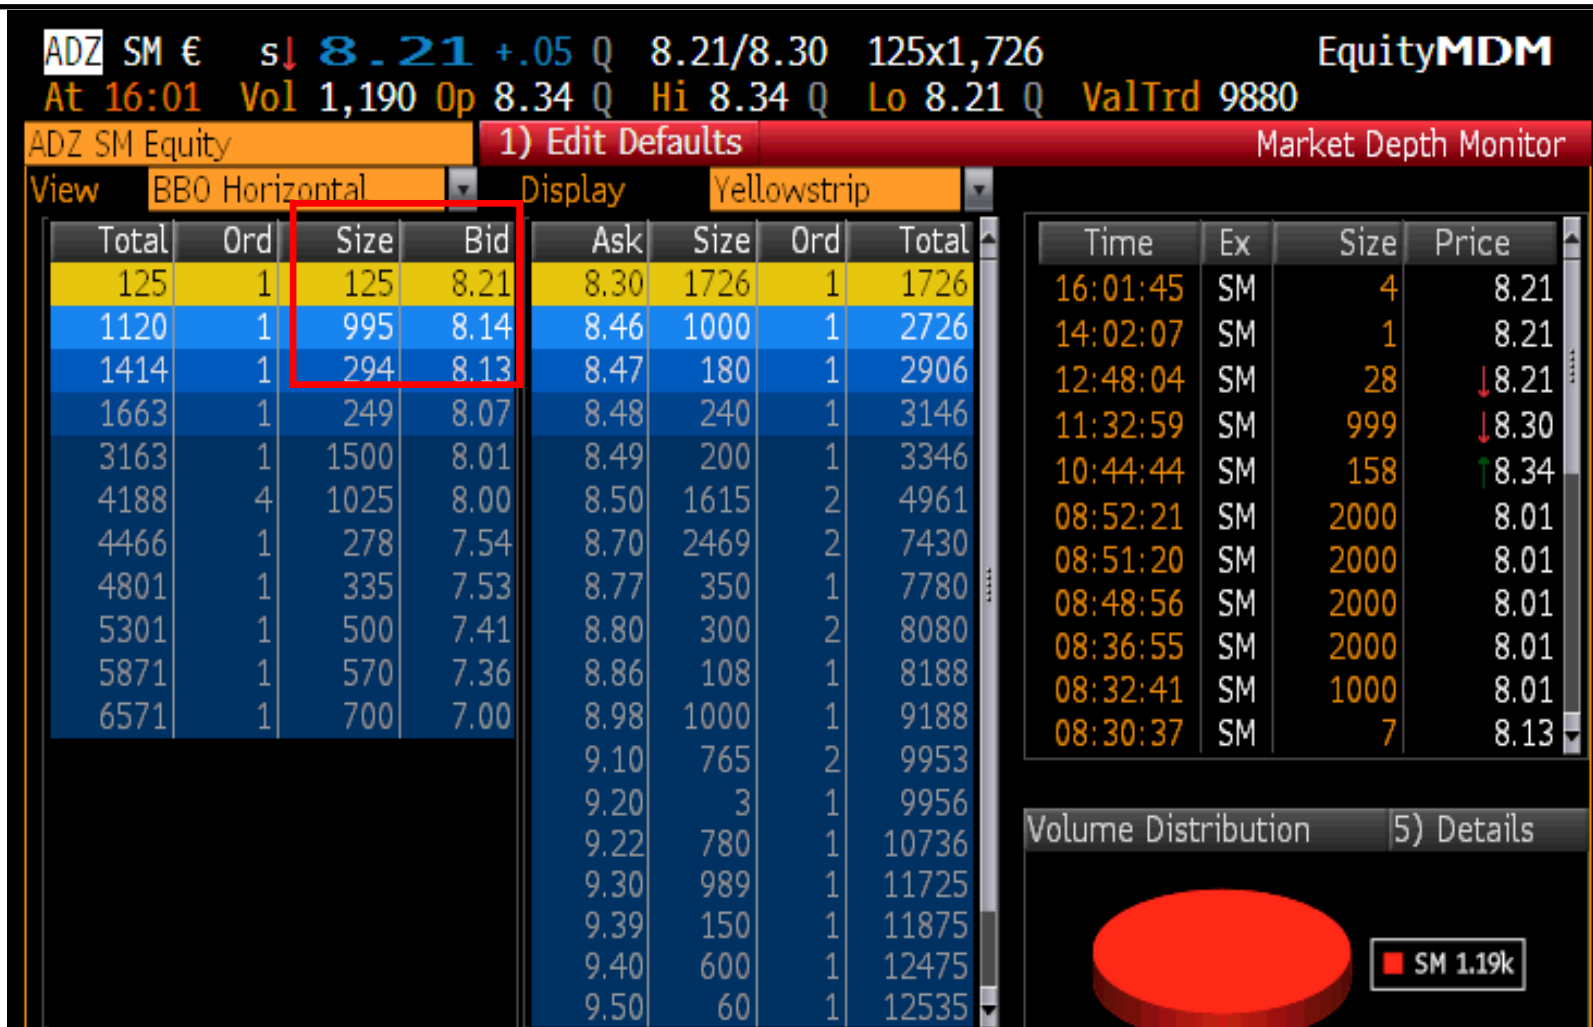 ADZ SM € s↓ 8.21 +.05 Q 8.21/8.30 125x1,726 EquityMDM
At 16:01 Vol 1,190 Op 8.34 Q Hi 8.34 Q Lo 8.21 Q ValTrd 9880
ADZ SM Equity 1) Edit Defaults Market Depth Monitor
View BBO Horizontal Display Yellowstrip
Total Ord Size Bid Ask Size Ord Total
125 1 125 8.21 8.30 1726 1 1726
1120 1 995 8.14 8.46 1000 1 2726
1414 1 294 8.13 8.47 180 1 2906
1663 1 249 8.07 8.48 240 1 3146
3163 1 1500 8.01 8.49 200 1 3346
4188 4 1025 8.00 8.50 1615 2 4961
4466 1 278 7.54 8.70 2469 2 7430
4801 1 335 7.53 8.77 350 1 7780
5301 1 500 7.41 8.80 300 2 8080
5871 1 570 7.36 8.86 108 1 8188
6571 1 700 7.00 8.98 1000 1 9188
9.10 765 2 9953
9.20 3 1 9956
9.22 780 1 10736
9.30 989 1 11725
9.39 150 1 11875
9.40 600 1 12475
9.50 60 1 12535
Time Ex Size Price
16:01:45 SM 4 8.21
14:02:07 SM 1 8.21
12:48:04 SM 28 ↓8.21
11:32:59 SM 999 ↓8.30
10:44:44 SM 158 ↑8.34
08:52:21 SM 2000 8.01
08:51:20 SM 2000 8.01
08:48:56 SM 2000 8.01
08:36:55 SM 2000 8.01
08:32:41 SM 1000 8.01
08:30:37 SM 7 8.13
Volume Distribution 5) Details
SM 1.19k